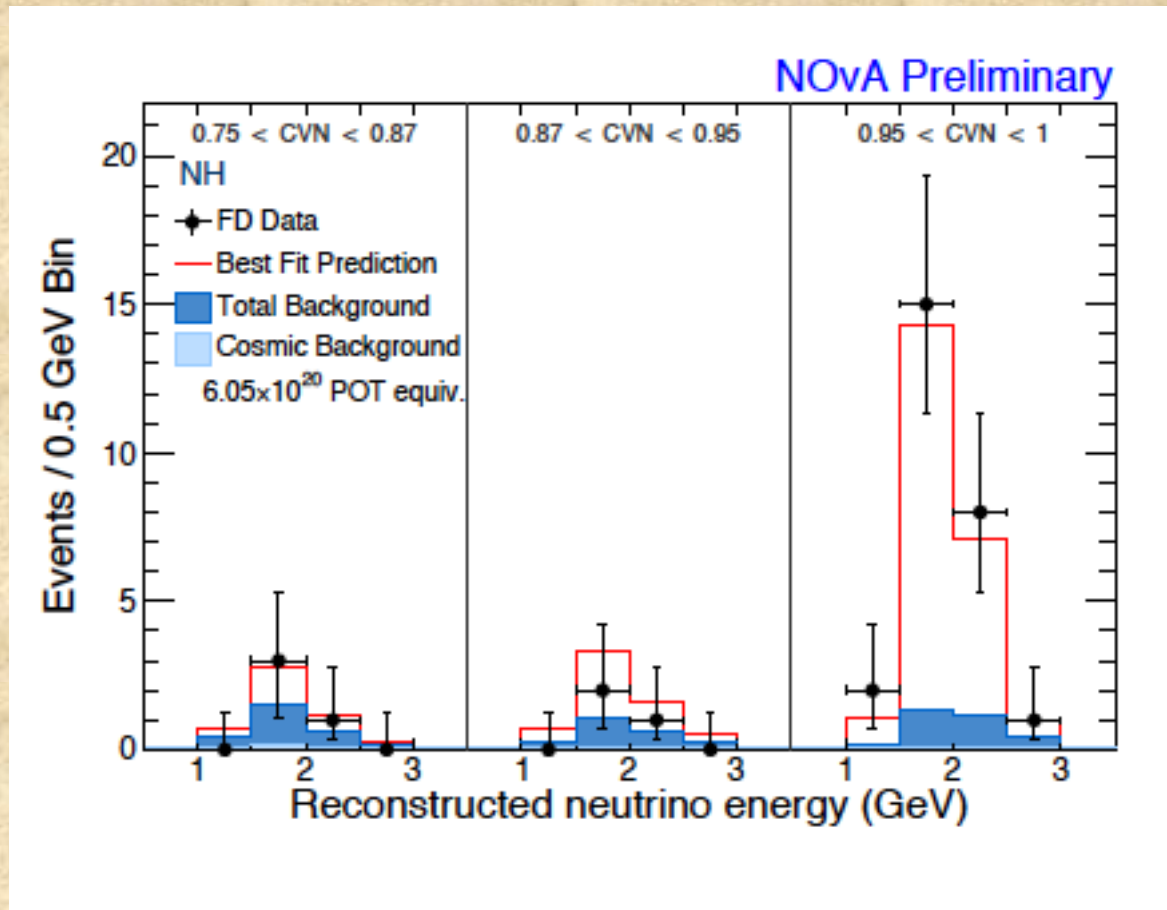 NOvA Preliminary
0.75 < CVN < 0.87
0.87 < CVN < 0.95
0.95 < CVN < 1
NH
FD Data
Best Fit Prediction
Total Background
Cosmic Background
6.05×10²⁰ POT equiv.
Events / 0.5 GeV Bin
20
15
10
5
0
1 2 3 1 2 3 1 2 3
Reconstructed neutrino energy (GeV)